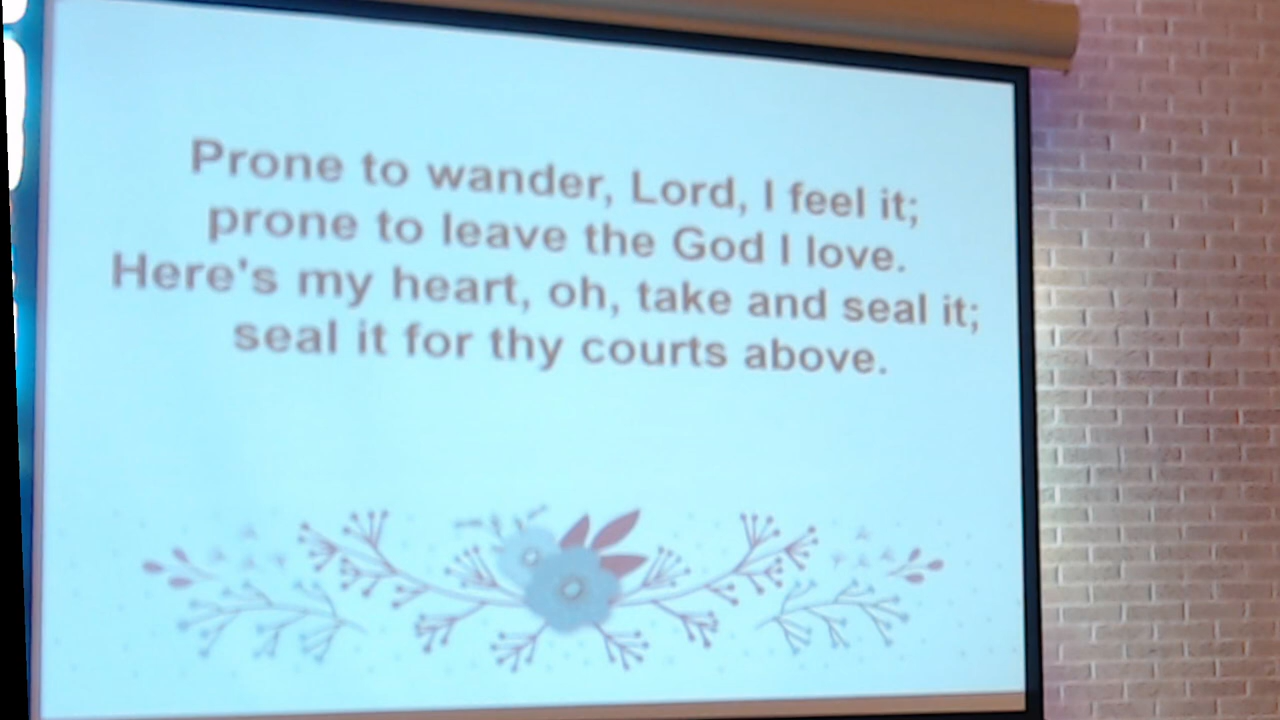 Prone to wander, Lord, I feel it;
prone to leave the God I love.
Here's my heart, oh, take and seal it;
seal it for thy courts above.